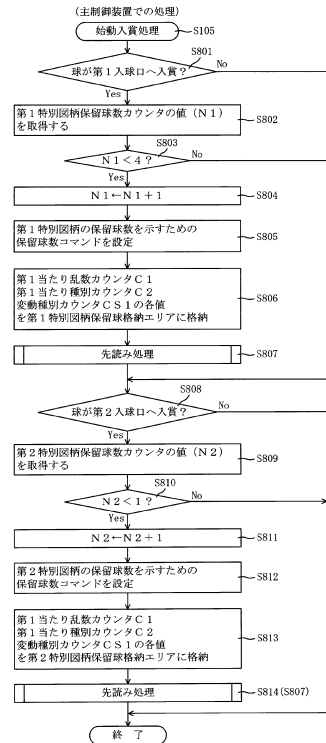 (主制御装置での処理)
始動入賞処理
S105
S801
球が第1入球口へ入賞?
No
Yes
第1特別図柄保留球数カウンタの値(N1)
を取得する
S802
S803
N1<4?
No
Yes
N1←N1+1
S804
第1特別図柄の保留球数を示すための
保留球数コマンドを設定
S805
第1当たり乱数カウンタC1
第1当たり種別カウンタC2
変動種別カウンタCS1の各値
を第1特別図柄保留球格納エリアに格納
S806
先読み処理
S807
S808
球が第2入球口へ入賞?
No
Yes
第2特別図柄保留球数カウンタの値(N2)
を取得する
S809
S810
N2<1?
No
Yes
N2←N2+1
S811
第2特別図柄の保留球数を示すための
保留球数コマンドを設定
S812
第1当たり乱数カウンタC1
第1当たり種別カウンタC2
変動種別カウンタCS1の各値
を第2特別図柄保留球格納エリアに格納
S813
先読み処理
S814(S807)
終了